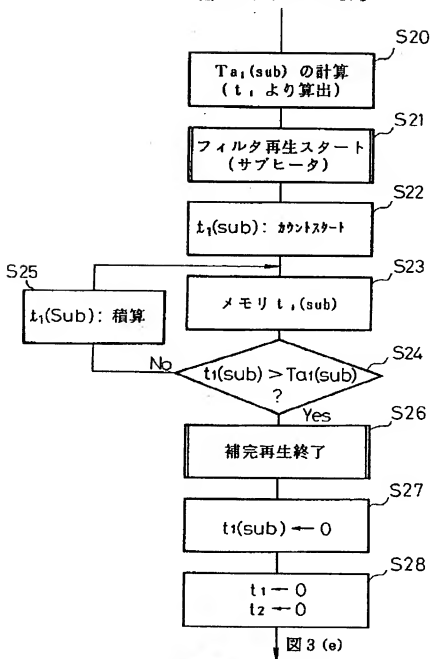 S20
Ta₁(sub) の計算
(t₁ より算出)
S21
フィルタ再生スタート
(サブヒータ)
S22
t₁(sub): カウントスタート
S23
メモリ t₁(sub)
S25
t₁(Sub): 積算
S24
t₁(sub) > Ta₁(sub)
?
No
Yes
S26
補完再生終了
S27
t₁(sub) ← 0
S28
t₁ ← 0
t₂ ← 0
図3(e)